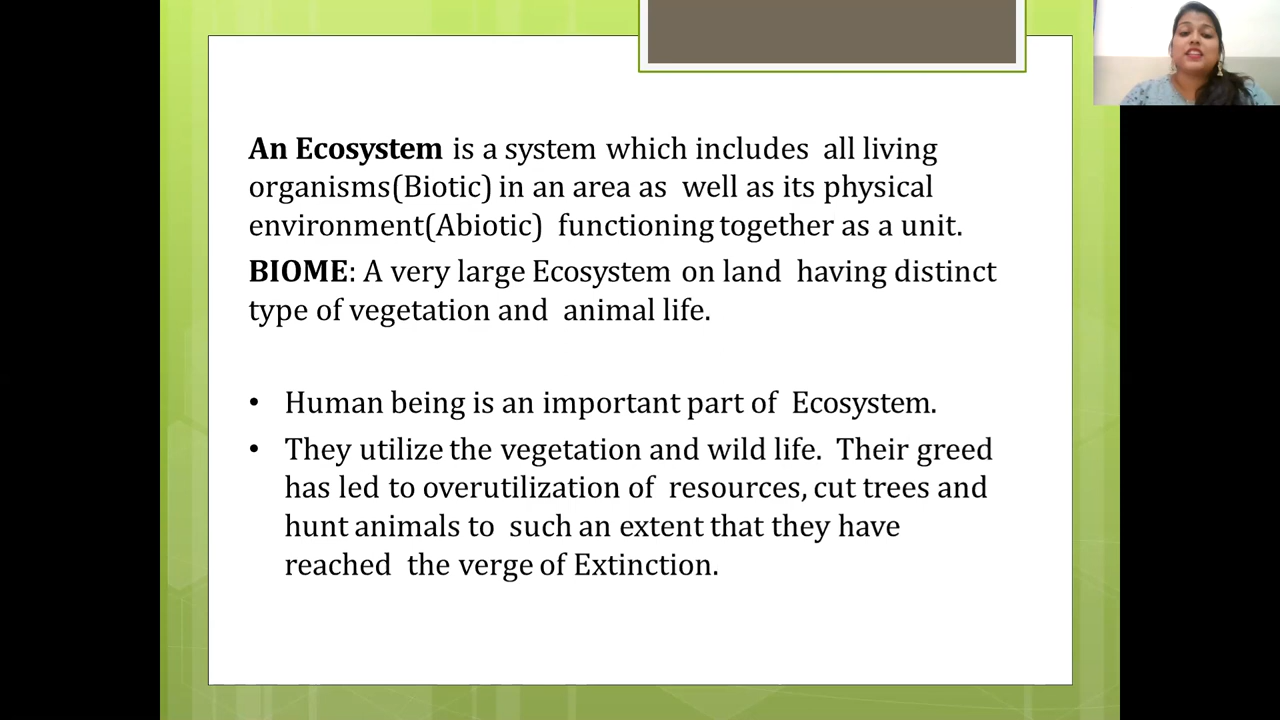 An Ecosystem is a system which includes all living
organisms(Biotic) in an area as well as its physical
environment(Abiotic) functioning together as a unit.
BIOME: A very large Ecosystem on land having distinct
type of vegetation and animal life.
• Human being is an important part of Ecosystem.
• They utilize the vegetation and wild life. Their greed
has led to overutilization of resources, cut trees and
hunt animals to such an extent that they have
reached the verge of Extinction.